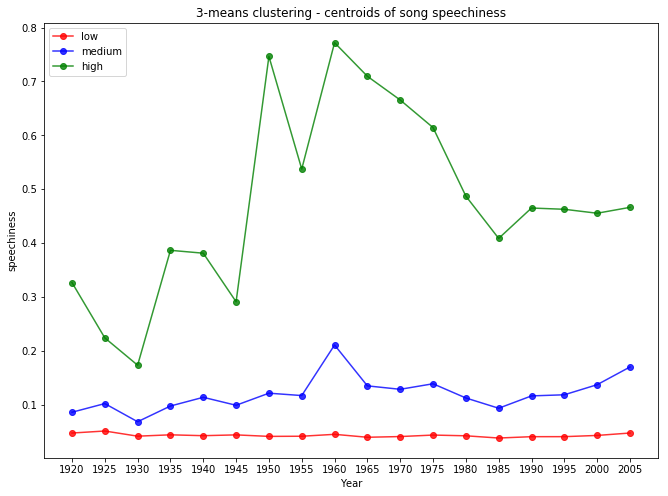 3-means clustering - centroids of song speechiness
low
medium
high
0.8
0.7
0.6
0.5
0.4
0.3
0.2
0.1
speechiness
1920 1925 1930 1935 1940 1945 1950 1955 1960 1965 1970 1975 1980 1985 1990 1995 2000 2005
Year